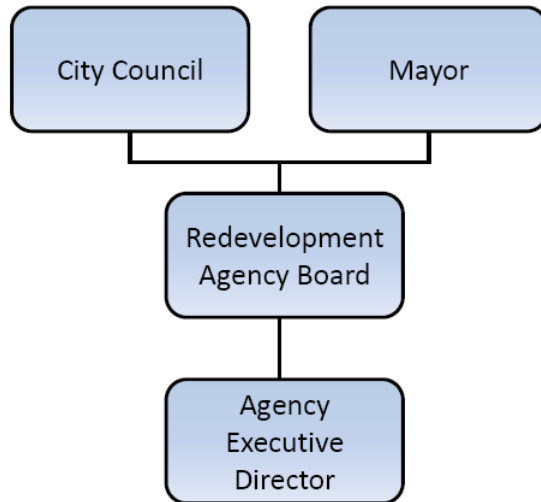 City Council
Mayor
Redevelopment
Agency Board
Agency
Executive
Director